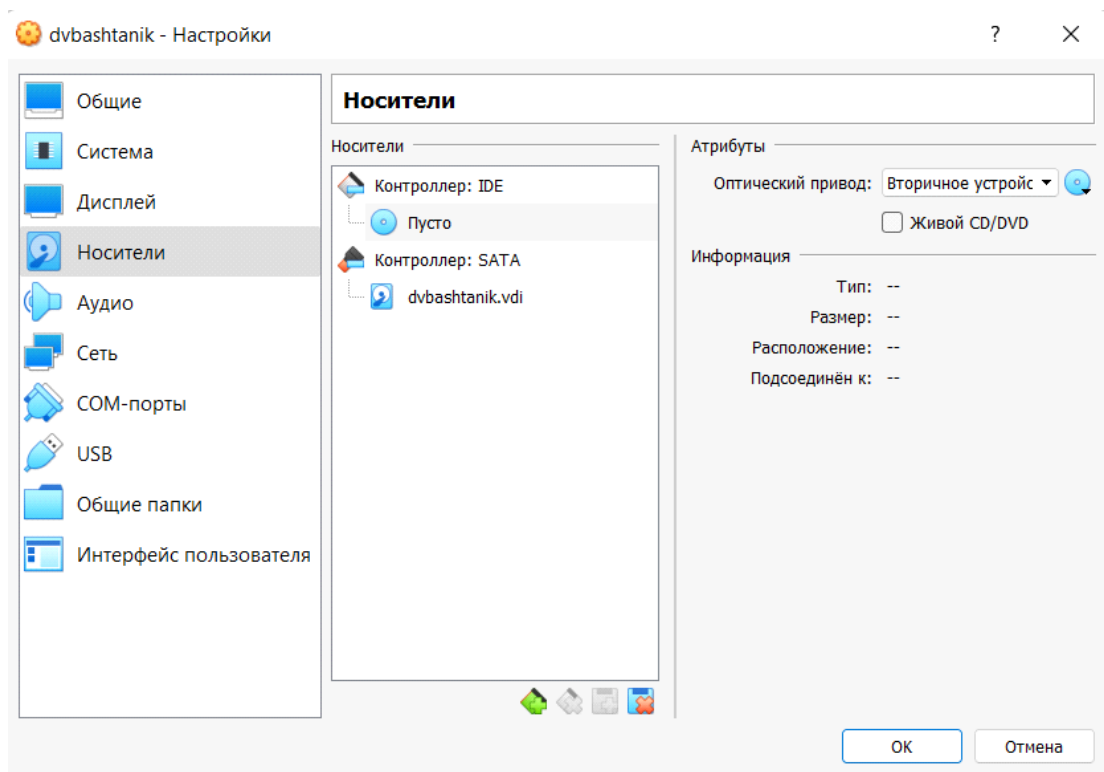 dvbashtanik - Настройки
?
Общие
Система
Дисплей
Носители
Аудио
Сеть
COM-порты
USB
Общие папки
Интерфейс пользователя
Носители
Носители
Контроллер: IDE
Пусто
Контроллер: SATA
dvbashtanik.vdi
Атрибуты
Оптический привод: Вторичное устройс
Живой CD/DVD
Информация
Тип: --
Размер: --
Расположение: --
Подсоединён к: --
OK Отмена